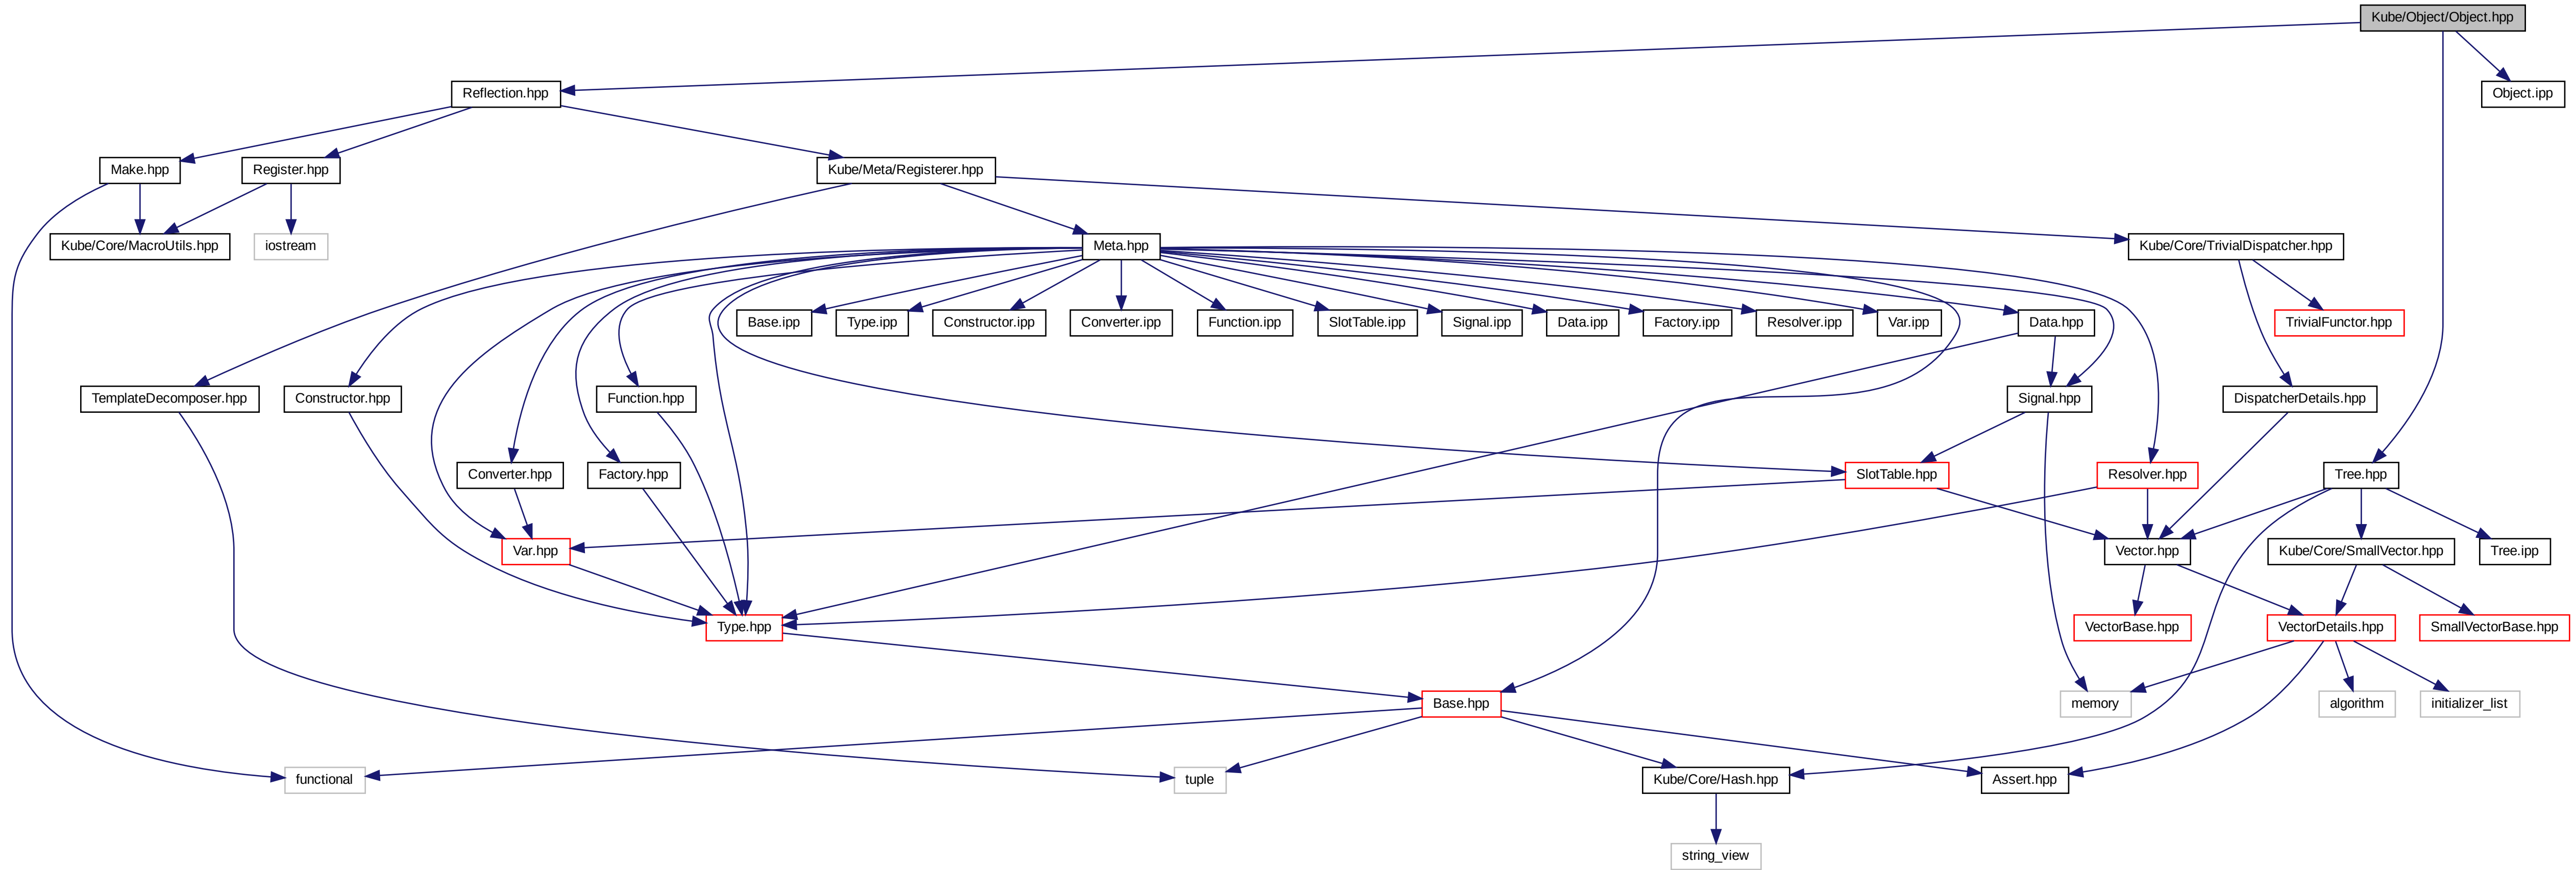 Kube/Object/Object.hpp
Reflection.hpp
Object.ipp
Make.hpp
Register.hpp
Kube/Meta/Registerer.hpp
Kube/Core/MacroUtils.hpp
iostream
Meta.hpp
Kube/Core/TrivialDispatcher.hpp
Base.ipp
Type.ipp
Constructor.ipp
Converter.ipp
Function.ipp
SlotTable.ipp
Signal.ipp
Data.ipp
Factory.ipp
Resolver.ipp
Var.ipp
Data.hpp
TrivialFunctor.hpp
TemplateDecomposer.hpp
Constructor.hpp
Function.hpp
Signal.hpp
DispatcherDetails.hpp
Converter.hpp
Factory.hpp
SlotTable.hpp
Resolver.hpp
Tree.hpp
Var.hpp
Vector.hpp
Kube/Core/SmallVector.hpp
Tree.ipp
Type.hpp
VectorBase.hpp
VectorDetails.hpp
SmallVectorBase.hpp
Base.hpp
memory
algorithm
initializer_list
functional
tuple
Kube/Core/Hash.hpp
Assert.hpp
string_view